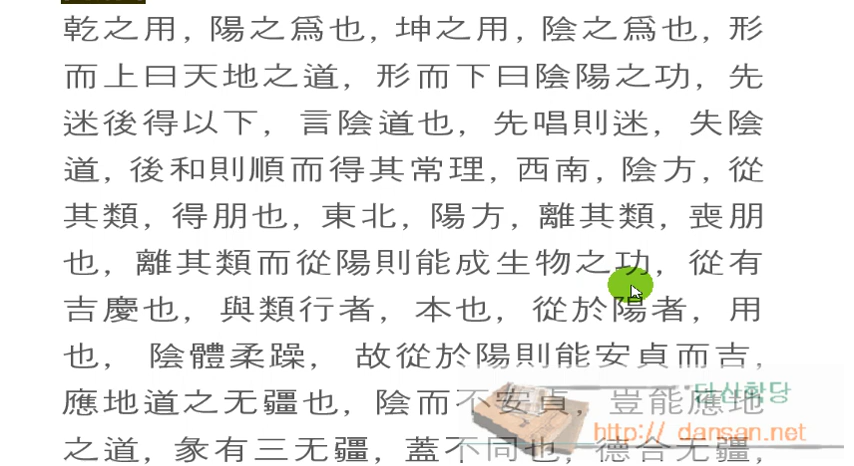 乾之用, 陽之爲也, 坤之用, 陰之爲也, 形
而上曰天地之道, 形而下曰陰陽之功, 先
迷後得以下, 言陰道也, 先唱則迷, 失陰
道, 後和則順而得其常理, 西南, 陰方, 從
其類, 得朋也, 東北, 陽方, 離其類, 喪朋
也, 離其類而從陽則能成生物之功, 從有
吉慶也, 與類行者, 本也, 從於陽者, 用
也, 陰體柔躁, 故從於陽則能安貞而吉,
應地道之无疆也, 陰而不安貞, 豈能應地
之道, 彖有三无疆, 蓋不同也, 德合无疆,
단산학당
http://dansan.net